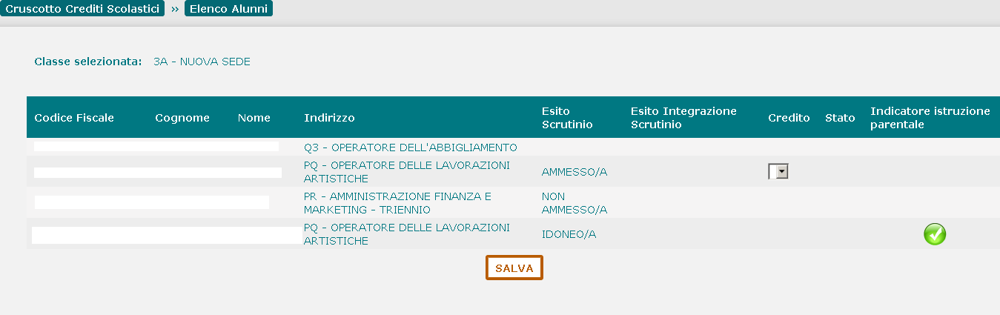 Cruscotto Crediti Scolastici » Elenco Alunni
Classe selezionata: 3A - NUOVA SEDE
Codice Fiscale Cognome Nome Indirizzo Esito Scrutinio Esito Integrazione Scrutinio Credito Stato Indicatore istruzione parentale
Q3 - OPERATORE DELL'ABBIGLIAMENTO
PQ - OPERATORE DELLE LAVORAZIONI ARTISTICHE AMMESSO/A
PR - AMMINISTRAZIONE FINANZA E MARKETING - TRIENNIO NON AMMESSO/A
PQ - OPERATORE DELLE LAVORAZIONI ARTISTICHE IDONEO/A
SALVA